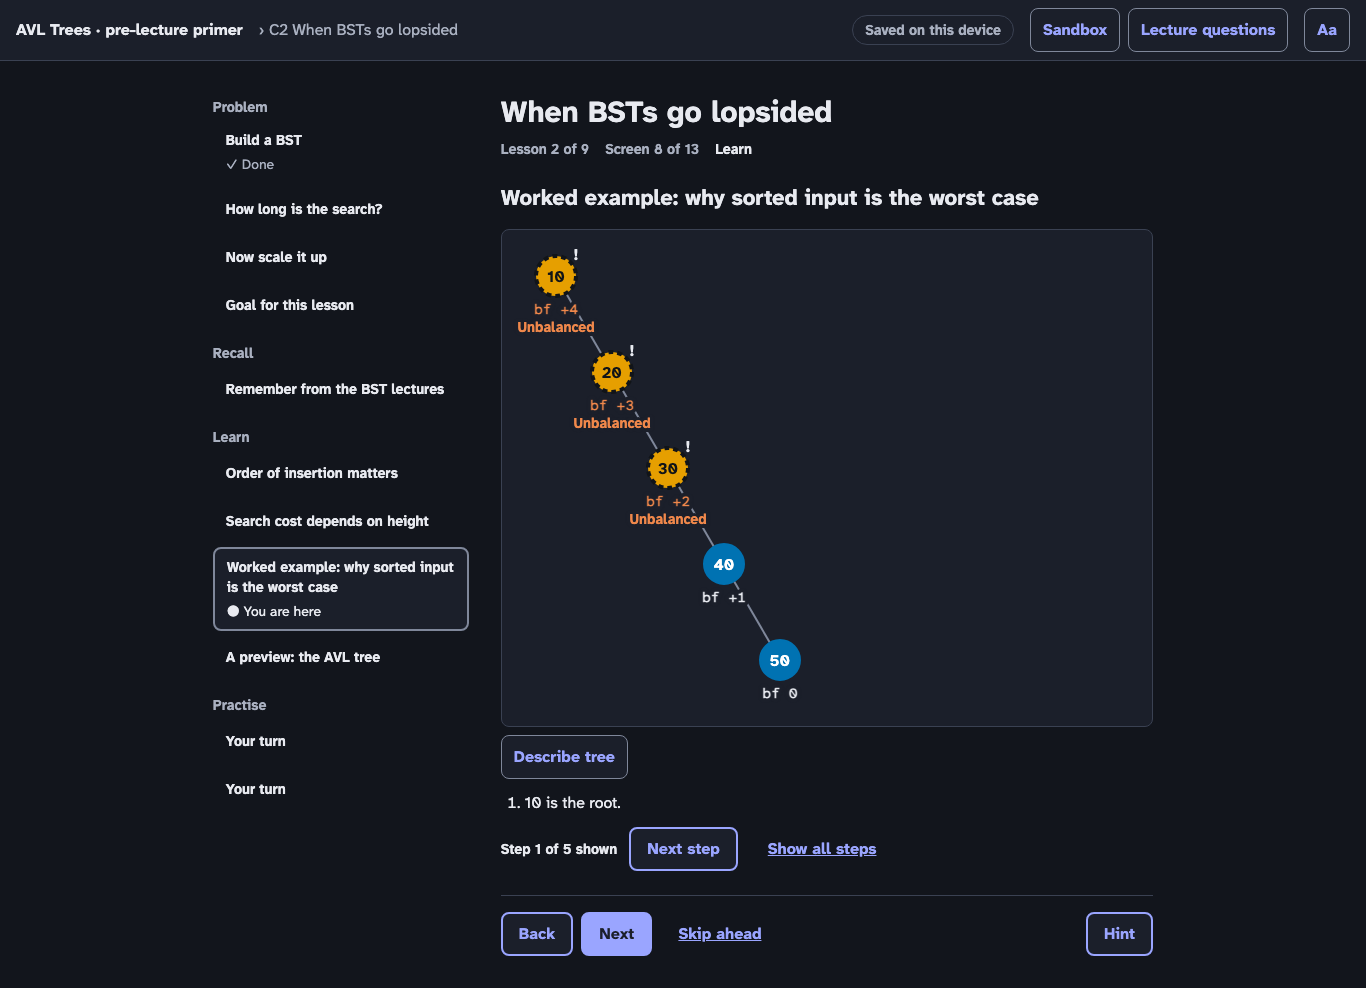 AVL Trees · pre-lecture primer
› C2 When BSTs go lopsided
Saved on this device
Sandbox
Lecture questions
Aa
Problem
Build a BST
✓ Done
How long is the search?
Now scale it up
Goal for this lesson
Recall
Remember from the BST lectures
Learn
Order of insertion matters
Search cost depends on height
Worked example: why sorted input
is the worst case
You are here
A preview: the AVL tree
Practise
Your turn
Your turn
When BSTs go lopsided
Lesson 2 of 9 Screen 8 of 13 Learn
Worked example: why sorted input is the worst case
!
10
bf +4
Unbalanced
!
20
bf +3
Unbalanced
!
30
bf +2
Unbalanced
40
bf +1
50
bf 0
Describe tree
1. 10 is the root.
Step 1 of 5 shown
Next step
Show all steps
Back
Next
Skip ahead
Hint